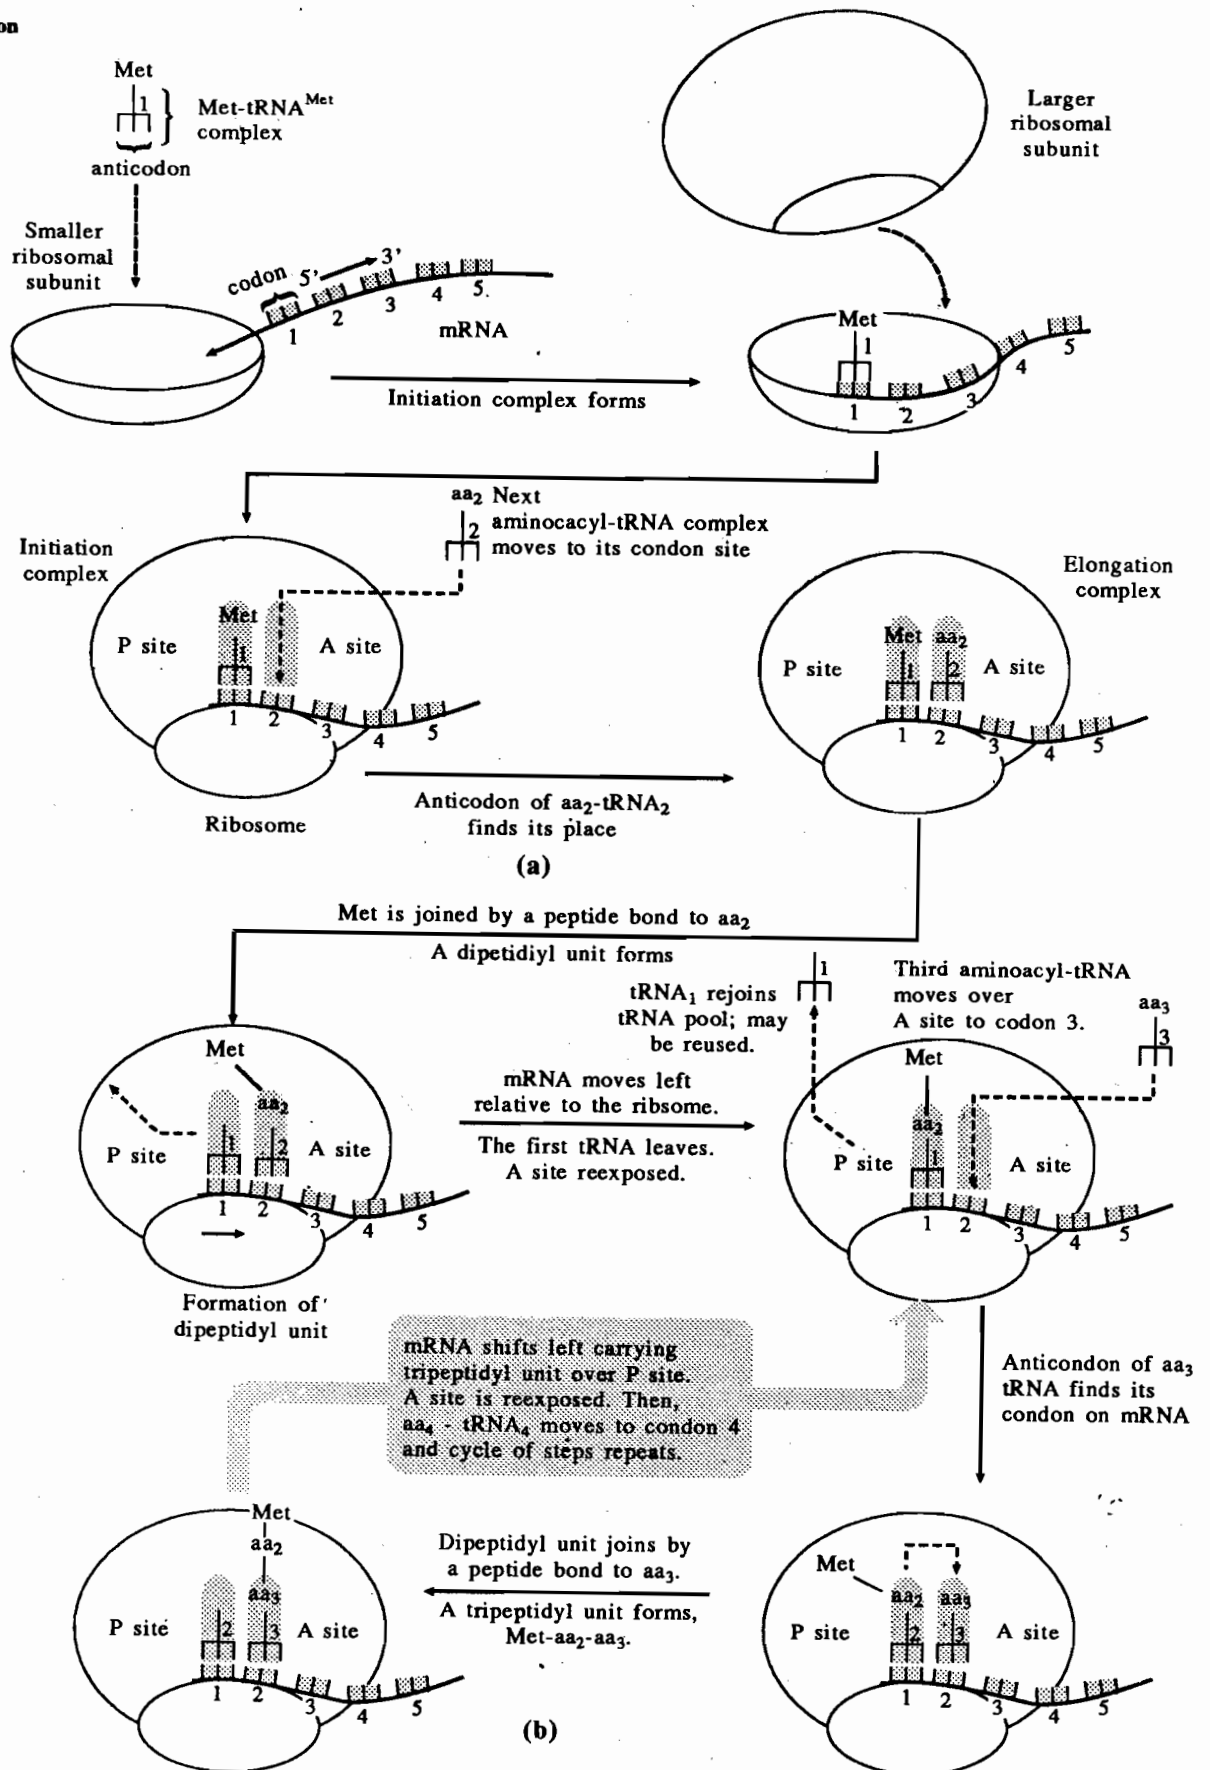 on
Met
1
Met-tRNA^Met
complex
anticodon
Smaller
ribosomal
subunit
codon
5'
3'
1
2
3
4
5.
mRNA
Initiation complex forms
Larger
ribosomal
subunit
Met
1
1
2
3
4
5
Initiation
complex
aa₂ Next
2
aminocacyl-tRNA complex
moves to its condon site
P site
Met
1
A site
1
2
3
4
5
Ribosome
Anticodon of aa₂-tRNA₂
finds its place
Elongation
complex
P site
Met
aa₂
1
2
A site
1
2
3
4
5
(a)
Met is joined by a peptide bond to aa₂
A dipetidiyl unit forms
Met
aa₂
P site
1
2
A site
1
2
3
4
5
Formation of
dipeptidyl unit
tRNA₁ rejoins
tRNA pool; may
be reused.
1
mRNA moves left
relative to the ribsome.
The first tRNA leaves.
A site reexposed.
Third aminoacyl-tRNA
moves over
A site to codon 3.
aa₃
3
Met
aa₂
P site
1
A site
1
2
3
4
5
mRNA shifts left carrying
tripeptidyl unit over P site.
A site is reexposed. Then,
aa₄ - tRNA₄ moves to condon 4
and cycle of steps repeats.
Anticondon of aa₃
tRNA finds its
condon on mRNA
Met
aa₂
aa₃
P site
2
3
A site
1
2
3
4
5
Dipeptidyl unit joins by
a peptide bond to aa₃.
A tripeptidyl unit forms,
Met-aa₂-aa₃.
Met
aa₂
aa₃
P site
2
3
A site
1
2
3
4
5
(b)